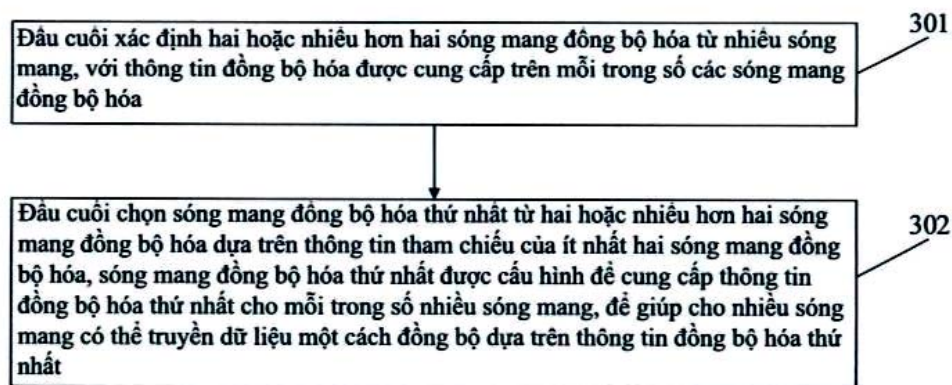 301
Đầu cuối xác định hai hoặc nhiều hơn hai sóng mang đồng bộ hóa từ nhiều sóng
mang, với thông tin đồng bộ hóa được cung cấp trên mỗi trong số các sóng mang
đồng bộ hóa
302
Đầu cuối chọn sóng mang đồng bộ hóa thứ nhất từ hai hoặc nhiều hơn hai sóng
mang đồng bộ hóa dựa trên thông tin tham chiếu của ít nhất hai sóng mang đồng
bộ hóa, sóng mang đồng bộ hóa thứ nhất được cấu hình để cung cấp thông tin
đồng bộ hóa thứ nhất cho mỗi trong số nhiều sóng mang, để giúp cho nhiều sóng
mang có thể truyền dữ liệu một cách đồng bộ dựa trên thông tin đồng bộ hóa thứ
nhất